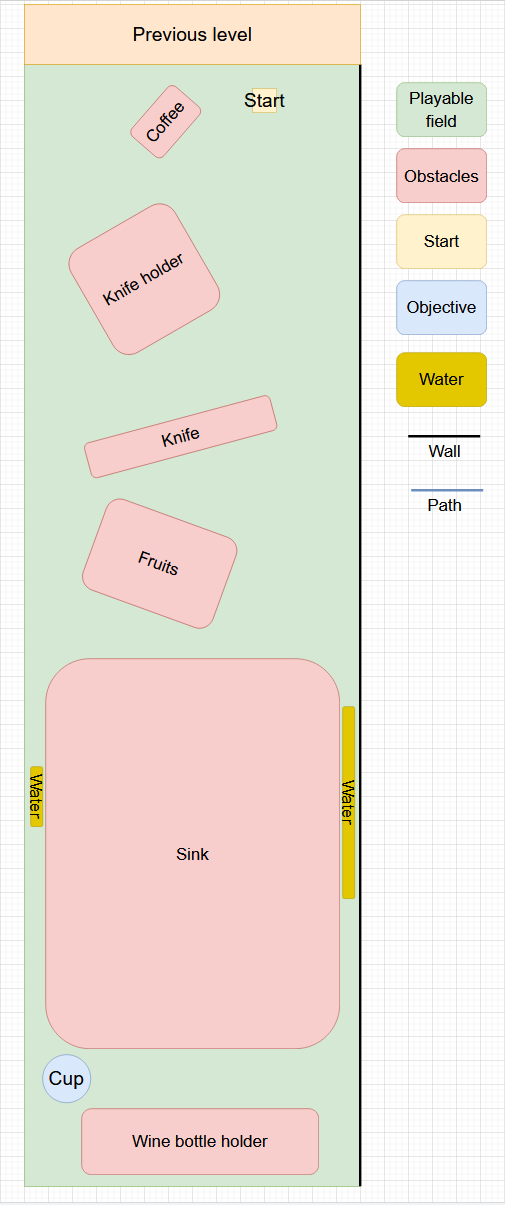 Previous level
Start
Coffee
Knife holder
Knife
Fruits
Water
Water
Sink
Cup
Wine bottle holder
Playable
field
Obstacles
Start
Objective
Water
Wall
Path